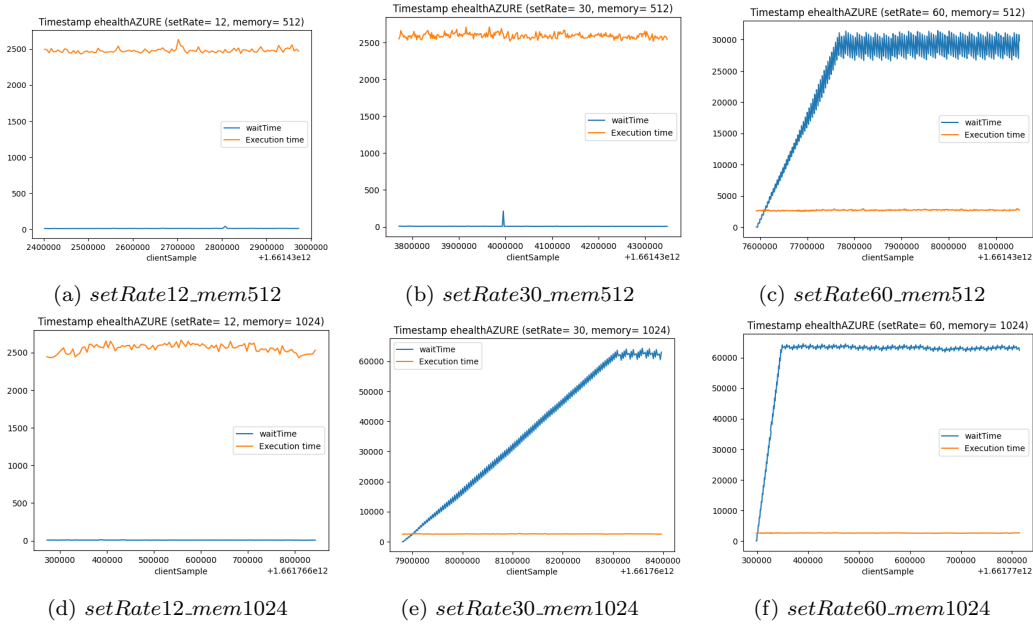 Timestamp ehealthAZURE (setRate= 12, memory= 512)
2500
2000
1500
1000
500
0
waitTime
Execution time
2400000 2500000 2600000 2700000 2800000 2900000 3000000
clientSample
+1.66143e12
(a) setRate12_mem512
Timestamp ehealthAZURE (setRate= 30, memory= 512)
2500
2000
1500
1000
500
0
waitTime
Execution time
3800000 3900000 4000000 4100000 4200000 4300000
clientSample
+1.66143e12
(b) setRate30_mem512
Timestamp ehealthAZURE (setRate= 60, memory= 512)
30000
25000
20000
15000
10000
5000
0
waitTime
Execution time
7600000 7700000 7800000 7900000 8000000 8100000
clientSample
+1.66143e12
(c) setRate60_mem512
Timestamp ehealthAZURE (setRate= 12, memory= 1024)
2500
2000
1500
1000
500
0
waitTime
Execution time
300000 400000 500000 600000 700000 800000
clientSample
+1.661766e12
(d) setRate12_mem1024
Timestamp ehealthAZURE (setRate= 30, memory= 1024)
waitTime
Execution time
60000
50000
40000
30000
20000
10000
0
7900000 8000000 8100000 8200000 8300000 8400000
clientSample
+1.66176e12
(e) setRate30_mem1024
Timestamp ehealthAZURE (setRate= 60, memory= 1024)
60000
50000
40000
30000
20000
10000
0
waitTime
Execution time
300000 400000 500000 600000 700000 800000
clientSample
+1.66177e12
(f) setRate60_mem1024